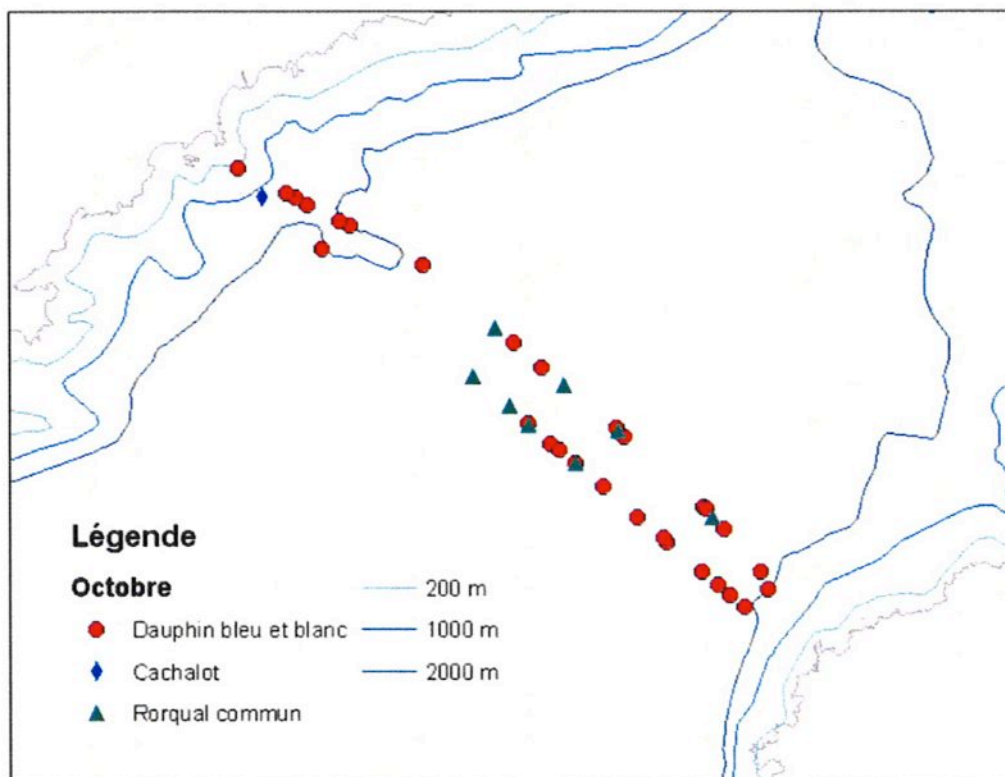 Légende
Octobre
Dauphin bleu et blanc
Cachalot
Rorqual commun
200 m
1000 m
2000 m